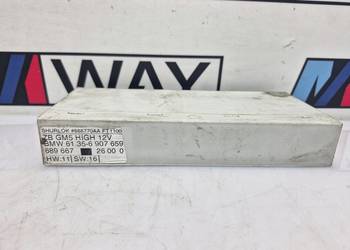 WAY
SHURLOK #668770AA FT1100
ZB GM5 HIGH 12V
BMW 61.35-6 907 659
689 667 26 00 0
HW:11 SW:16